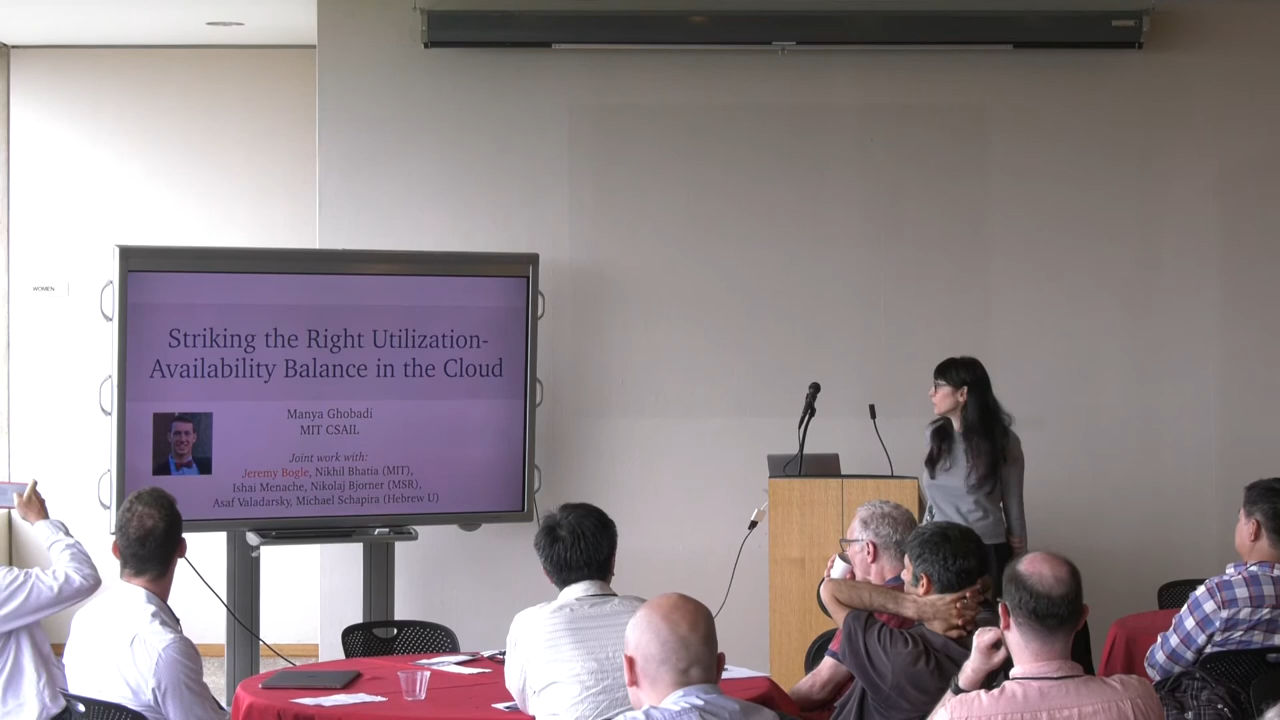 WOMEN
Striking the Right Utilization-
Availability Balance in the Cloud
Manya Ghobadi
MIT CSAIL
Joint work with:
Jeremy Bogle, Nikhil Bhatia (MIT),
Ishai Menache, Nikolaj Bjorner (MSR),
Asaf Valadarsky, Michael Schapira (Hebrew U)